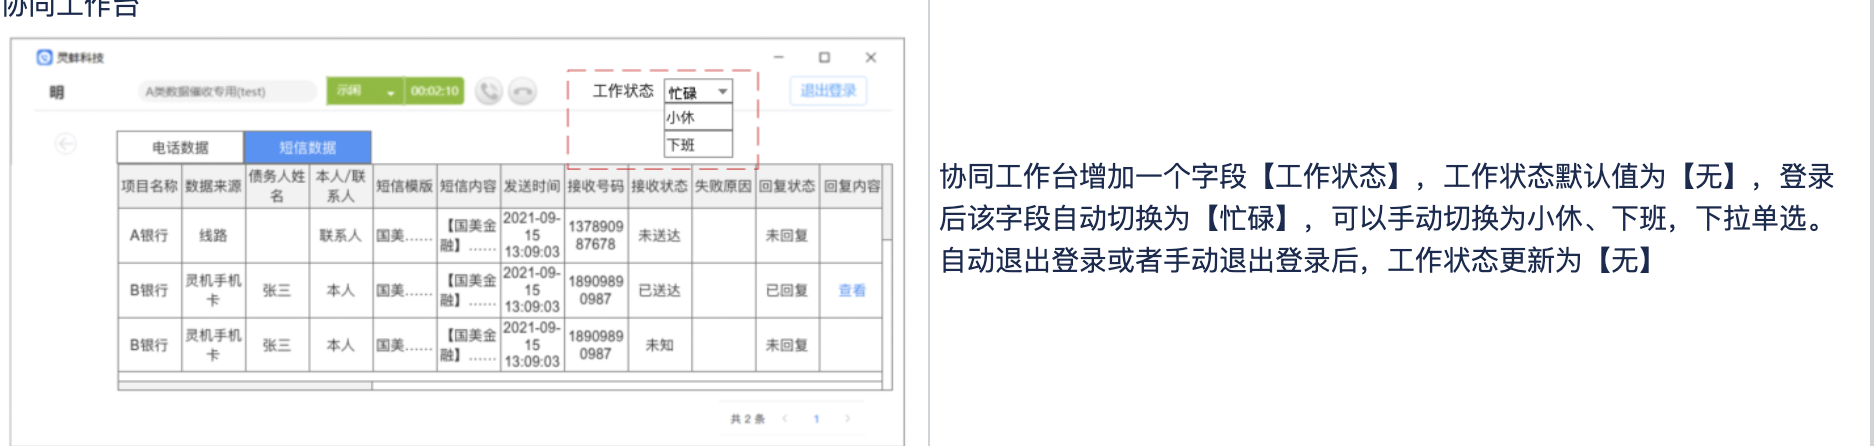 协同工作台
灵鲜科技
明
A类数据催收专用(test)
示闲
00:02:10
工作状态
忙碌
小休
下班
退出登录
电话数据
短信数据
项目名称 数据来源 债务人姓名 本人/联系人 短信模版 短信内容 发送时间 接收号码 接收状态 失败原因 回复状态 回复内容
A银行 线路 联系人 国美…… 【国美金融】…… 2021-09-15 13:09:03 137890987678 未送达 未回复
B银行 灵机手机卡 张三 本人 国美…… 【国美金融】…… 2021-09-15 13:09:03 18909890987 已送达 已回复 查看
B银行 灵机手机卡 张三 本人 国美…… 【国美金融】…… 2021-09-15 13:09:03 18909890987 未知 未回复
共 2 条
1
协同工作台增加一个字段【工作状态】，工作状态默认值为【无】，登录
后该字段自动切换为【忙碌】，可以手动切换为小休、下班，下拉单选。
自动退出登录或者手动退出登录后，工作状态更新为【无】